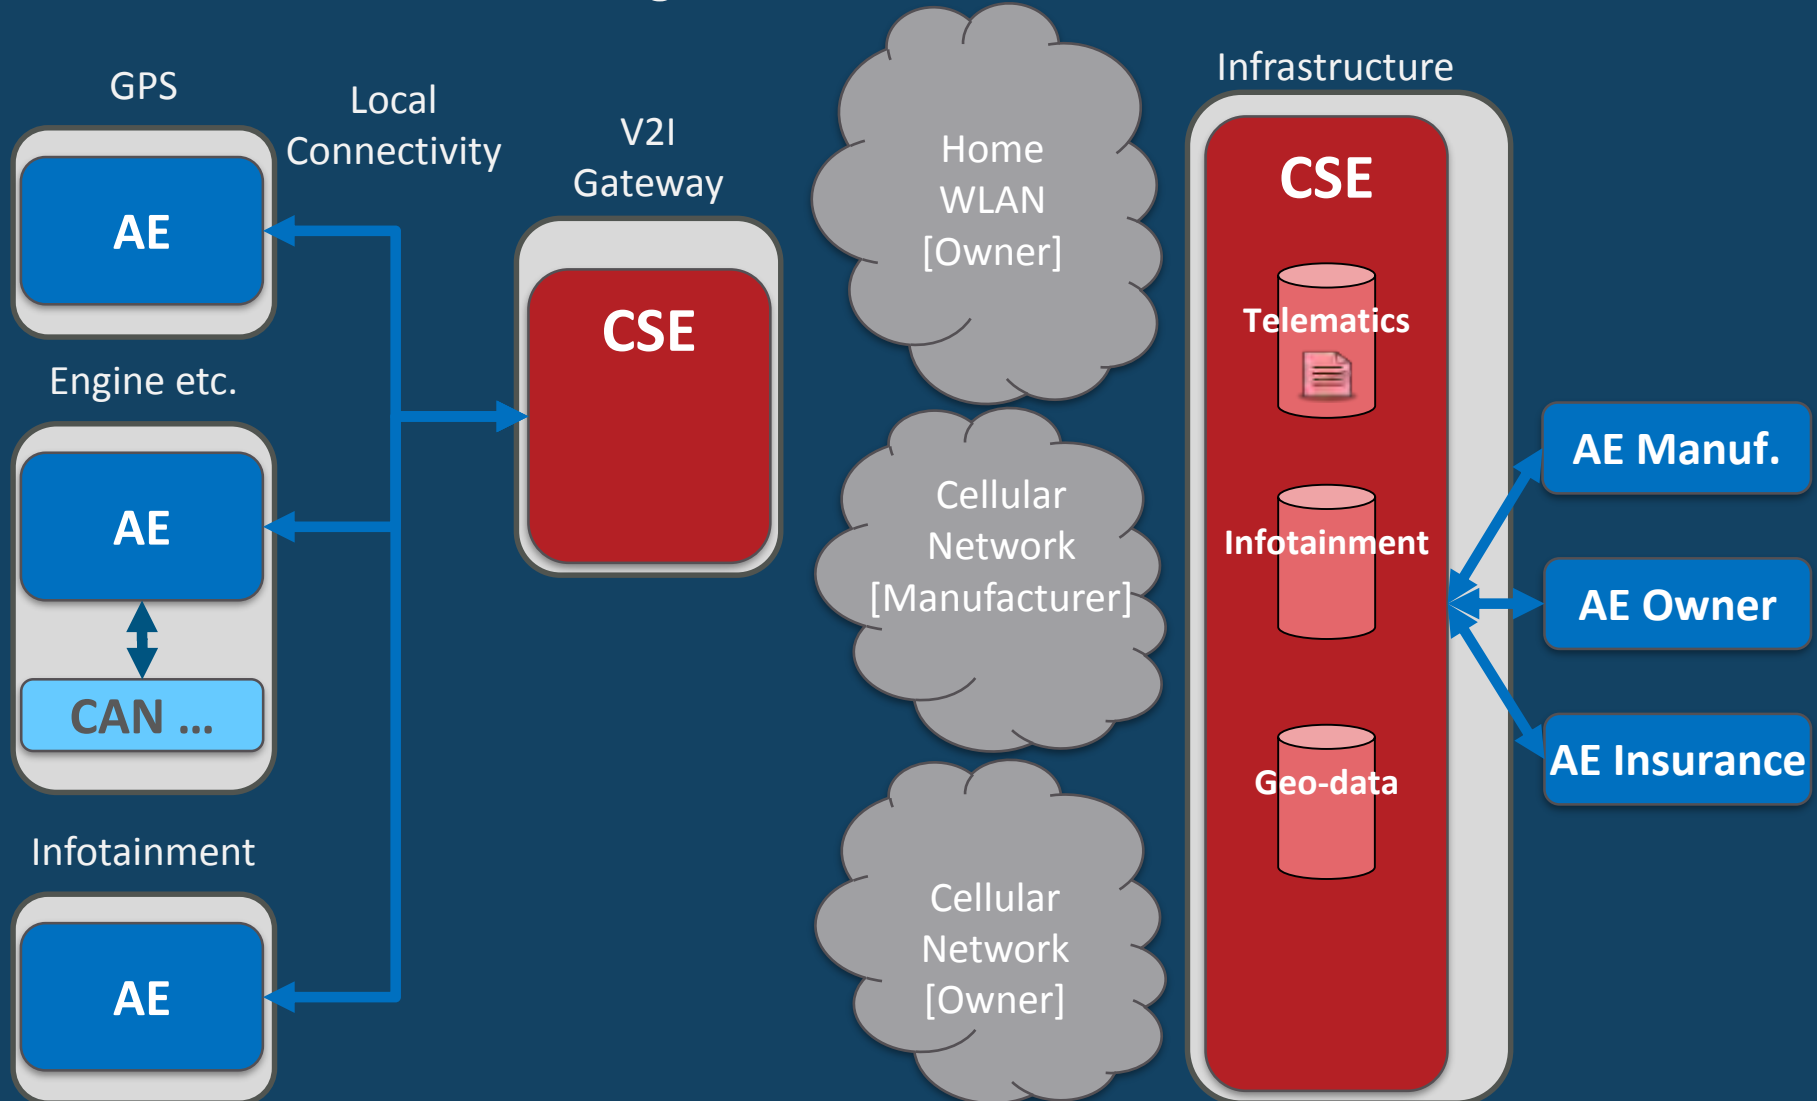 GPS
Local
Connectivity
V2I
Gateway
Home
WLAN
[Owner]
Infrastructure
AE
CSE
CSE
Telematics
Engine etc.
AE
CAN ...
Cellular
Network
[Manufacturer]
Infotainment
AE Manuf.
AE Owner
AE Insurance
Geo-data
Infotainment
AE
Cellular
Network
[Owner]